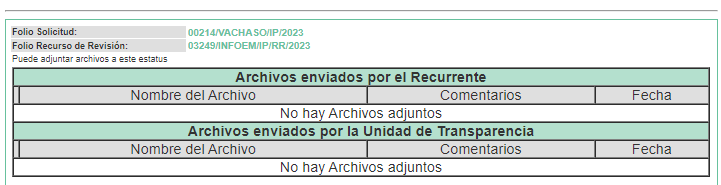 Folio Solicitud: 00214/VACHASO/IP/2023
Folio Recurso de Revisión: 03249/INFOEM/IP/RR/2023
Puede adjuntar archivos a este estatus
Archivos enviados por el Recurrente
Nombre del Archivo Comentarios Fecha
No hay Archivos adjuntos
Archivos enviados por la Unidad de Transparencia
Nombre del Archivo Comentarios Fecha
No hay Archivos adjuntos